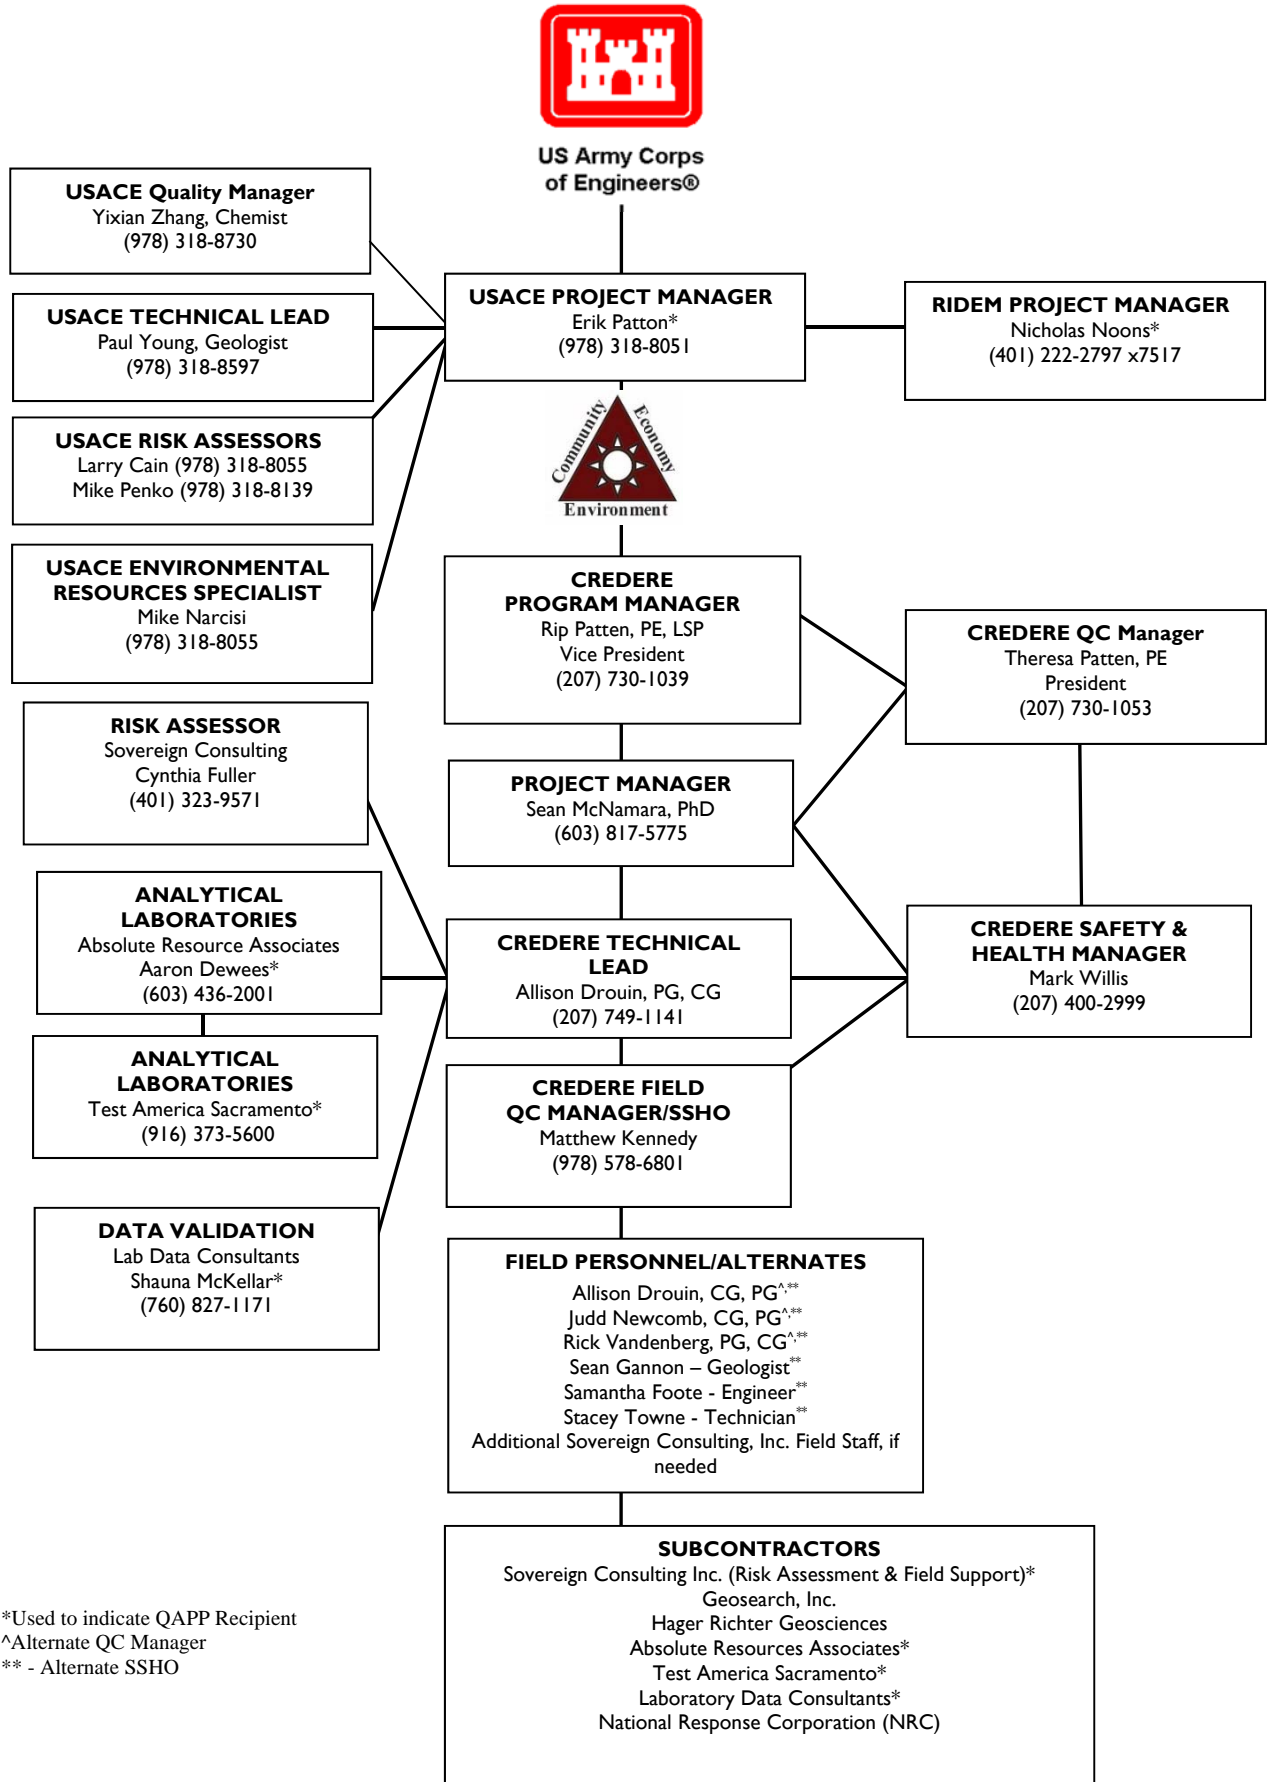 US Army Corps
of Engineers®
USACE Quality Manager
Yixian Zhang, Chemist
(978) 318-8730
USACE TECHNICAL LEAD
Paul Young, Geologist
(978) 318-8597
USACE RISK ASSESSORS
Larry Cain (978) 318-8055
Mike Penko (978) 318-8139
USACE ENVIRONMENTAL
RESOURCES SPECIALIST
Mike Narcisi
(978) 318-8055
USACE PROJECT MANAGER
Erik Patton*
(978) 318-8051
RIDEM PROJECT MANAGER
Nicholas Noons*
(401) 222-2797 x7517
Community
Economy
Environment
CREDERE
PROGRAM MANAGER
Rip Patten, PE, LSP
Vice President
(207) 730-1039
CREDERE QC Manager
Theresa Patten, PE
President
(207) 730-1053
RISK ASSESSOR
Sovereign Consulting
Cynthia Fuller
(401) 323-9571
PROJECT MANAGER
Sean McNamara, PhD
(603) 817-5775
ANALYTICAL
LABORATORIES
Absolute Resource Associates
Aaron Dewees*
(603) 436-2001
CREDERE TECHNICAL
LEAD
Allison Drouin, PG, CG
(207) 749-1141
CREDERE SAFETY &
HEALTH MANAGER
Mark Willis
(207) 400-2999
ANALYTICAL
LABORATORIES
Test America Sacramento*
(916) 373-5600
CREDERE FIELD
QC MANAGER/SSHO
Matthew Kennedy
(978) 578-6801
DATA VALIDATION
Lab Data Consultants
Shauna McKellar*
(760) 827-1171
FIELD PERSONNEL/ALTERNATES
Allison Drouin, CG, PG^,**
Judd Newcomb, CG, PG^,**
Rick Vandenberg, PG, CG^,**
Sean Gannon – Geologist**
Samantha Foote - Engineer**
Stacey Towne - Technician**
Additional Sovereign Consulting, Inc. Field Staff, if
needed
SUBCONTRACTORS
Sovereign Consulting Inc. (Risk Assessment & Field Support)*
Geosearch, Inc.
Hager Richter Geosciences
Absolute Resources Associates*
Test America Sacramento*
Laboratory Data Consultants*
National Response Corporation (NRC)
*Used to indicate QAPP Recipient
^Alternate QC Manager
** - Alternate SSHO